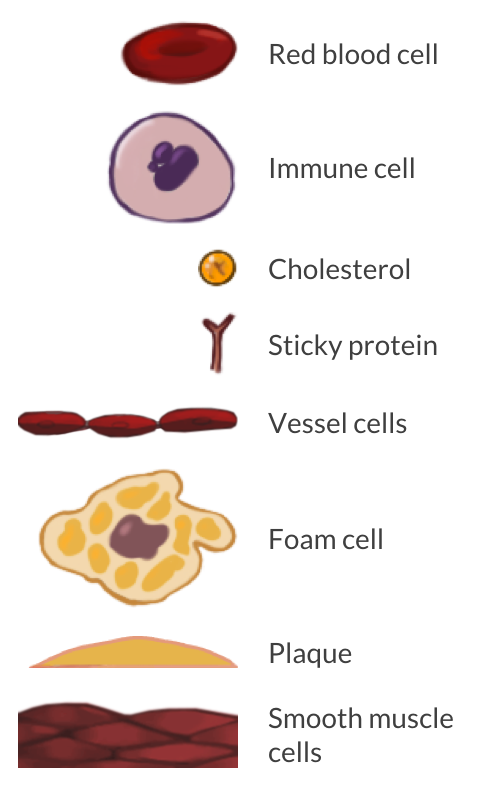 Red blood cell
Immune cell
Cholesterol
Sticky protein
Vessel cells
Foam cell
Plaque
Smooth muscle
cells